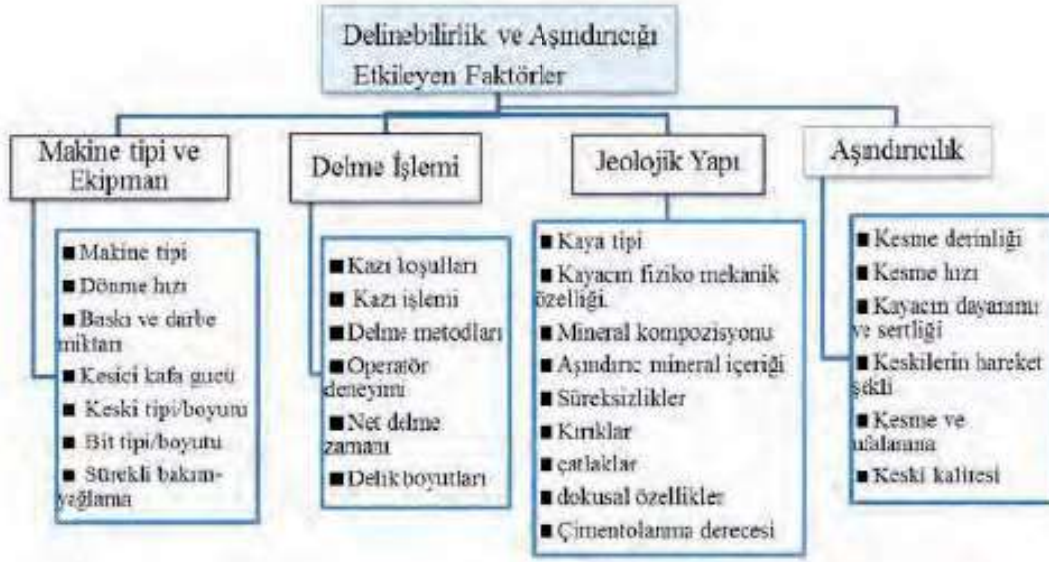 Delinebilirlik ve Aşındırıcığı
Etkileyen Faktörler
Makine tipi ve
Ekipman
■ Makine tipi
■ Dönme hızı
■ Baskı ve darbe
miktarı
■ Kesici kafa gücü
■ Keski tipi/boyutu
■ Bit tipi/boyutu
■ Sürekli bakım-
yağlama
Delme İşlemi
■ Kazı koşulları
■ Kazı işlemi
■ Delme metodları
■ Operatör
deneyimi
■ Net delme
zamanı
■ Delik boyutları
Jeolojik Yapı
■ Kaya tipi
■ Kayacın fiziko mekanik
özelliği.
■ Mineral kompozisyonu
■ Aşındırıc mineral içeriği
■ Süreksizlikler
■ Kırıklar
■ çatlaklar
■ dokusal özellikler
■ Çimentolanma derecesi
Aşındırıcılık
■ Kesme derinliği
■ Kesme hızı
■ Kayacın dayanımı
ve sertliği
■ Keskilerin hareket
şekli
■ Kesme ve
ufalanma
■ Keski kalitesi